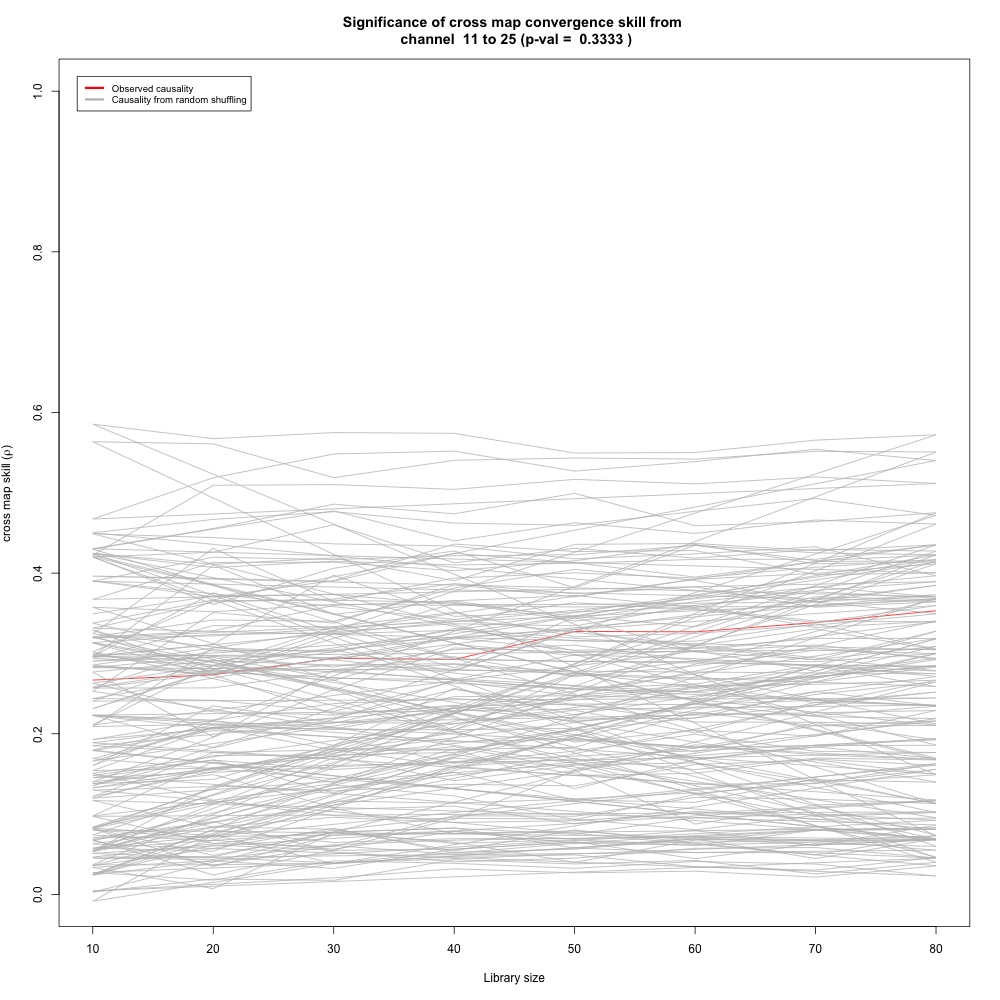 Significance of cross map convergence skill from
channel  11 to 25 (p-val =  0.3333 )
Observed causality
Causality from random shuffling
1.0
0.8
0.6
0.4
0.2
0.0
cross map skill (ρ)
10 20 30 40 50 60 70 80
Library size